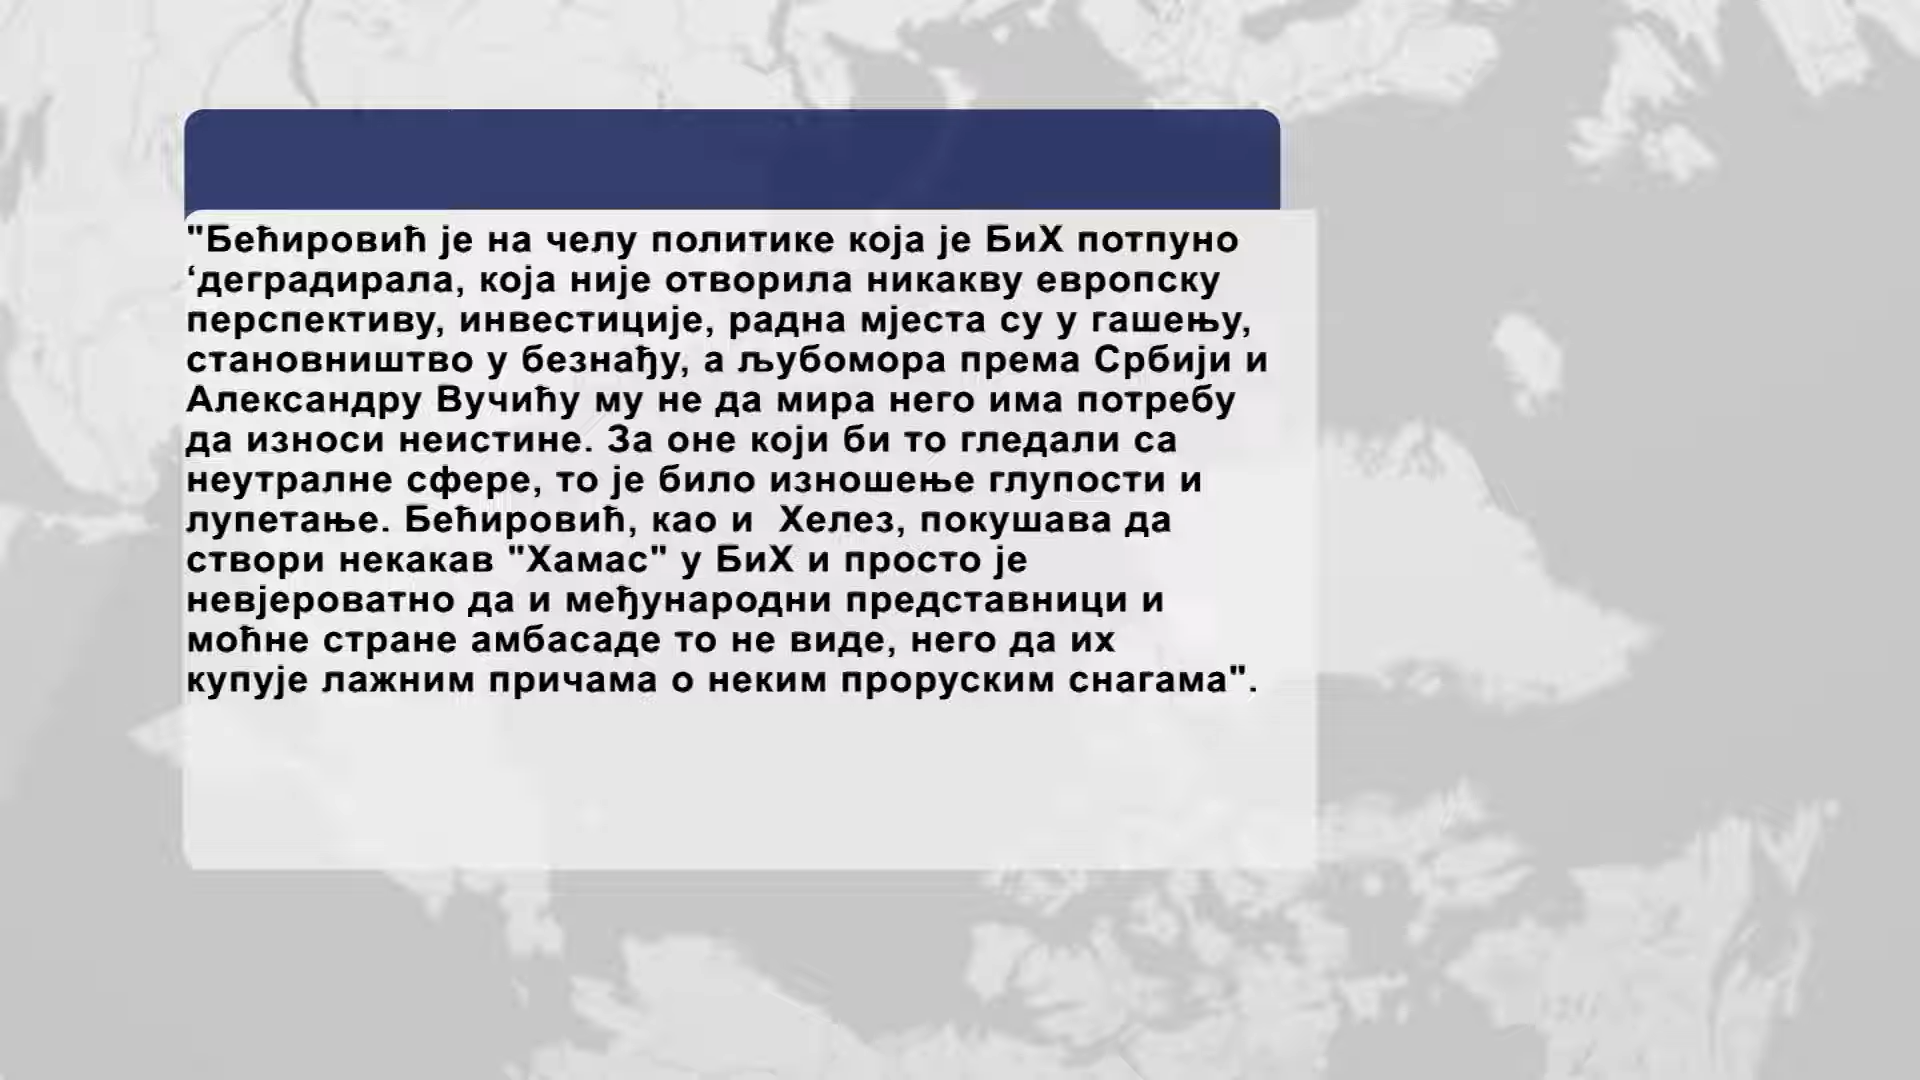 "Бећировић је на челу политике која је БиХ потпуно
‘деградирала, која није отворила никакву европску
перспективу, инвестиције, радна мјеста су у гашењу,
становништво у безнађу, а љубомора према Србији и
Александру Вучићу му не да мира него има потребу
да износи неистине. За оне који би то гледали са
неутралне сфере, то је било изношење глупости и
лупетање. Бећировић, као и  Хелез, покушава да
створи некакав "Хамас" у БиХ и просто је
невјероватно да и међународни представници и
моћне стране амбасаде то не виде, него да их
купује лажним причама о неким проруским снагама".